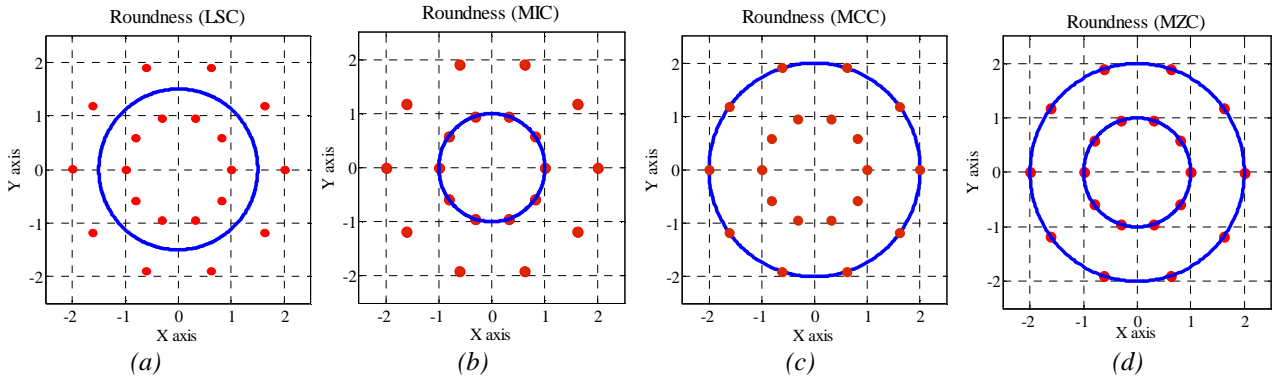 Roundness (LSC)
2
1
0
-1
-2
Y axis
-2 -1 0 1 2
X axis
(a)
Roundness (MIC)
2
1
0
-1
-2
Y axis
-2 -1 0 1 2
X axis
(b)
Roundness (MCC)
2
1
0
-1
-2
Y axis
-2 -1 0 1 2
X axis
(c)
Roundness (MZC)
2
1
0
-1
-2
Y axis
-2 -1 0 1 2
X axis
(d)